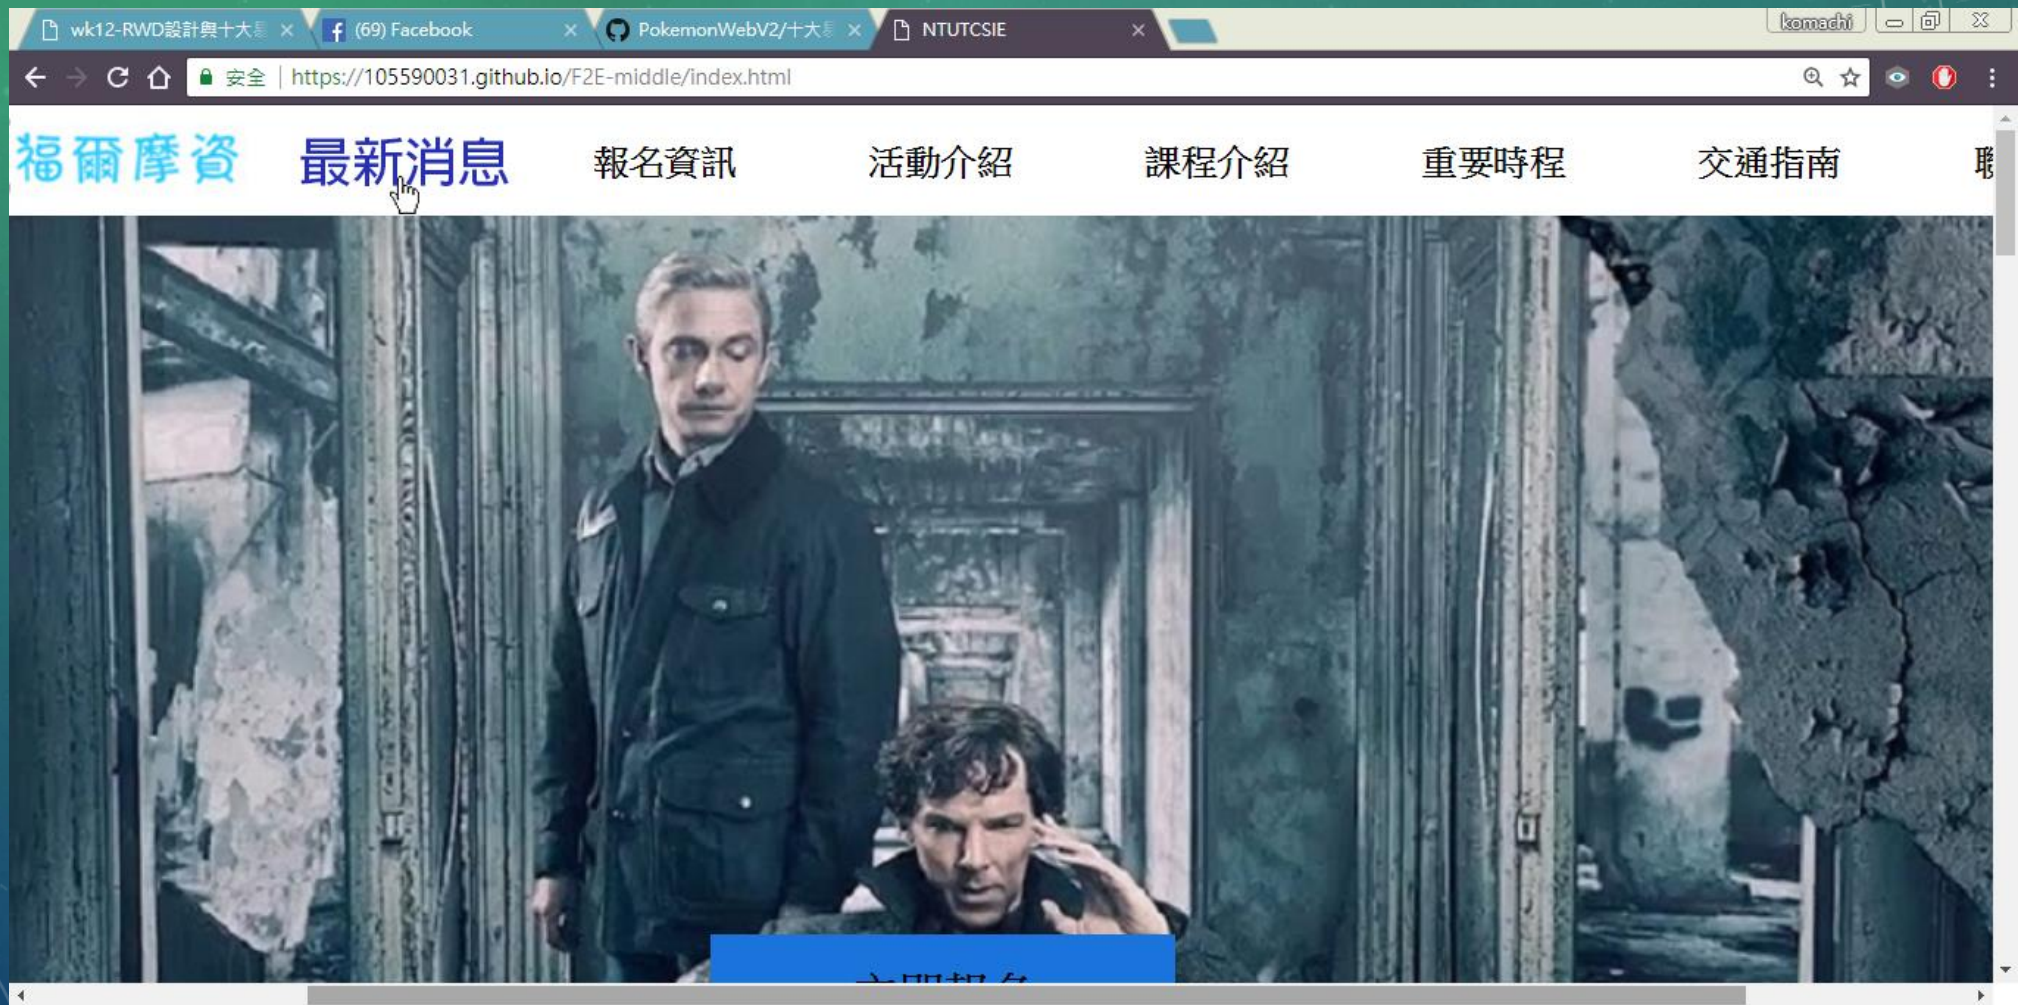 wk12-RWD設計與十大
(69) Facebook
PokemonWebV2/十大
NTUTCSIE
komachi
安全 | https://105590031.github.io/F2E-middle/index.html
福爾摩資
最新消息
報名資訊
活動介紹
課程介紹
重要時程
交通指南